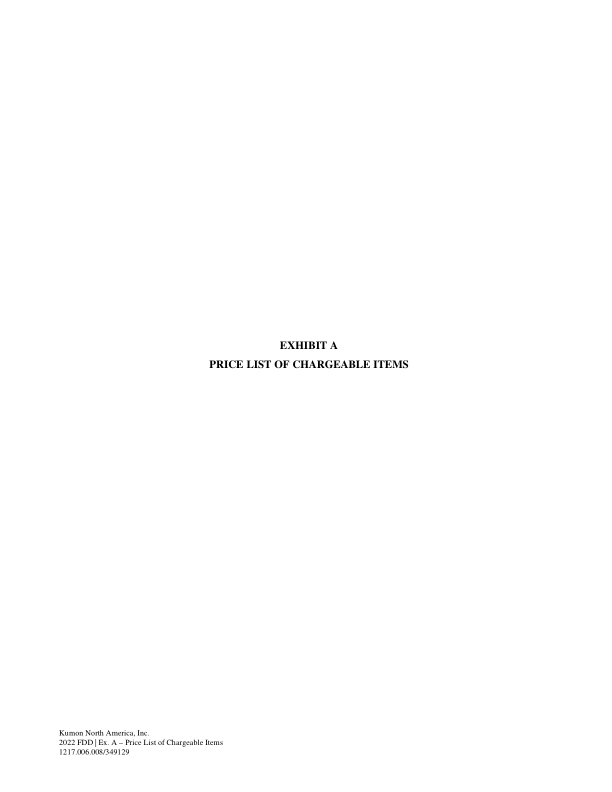 EXHIBIT A
PRICE LIST OF CHARGEABLE ITEMS
Kumon North America, Inc.
2022 FDD | Ex. A – Price List of Chargeable Items
1217.006.008/349129